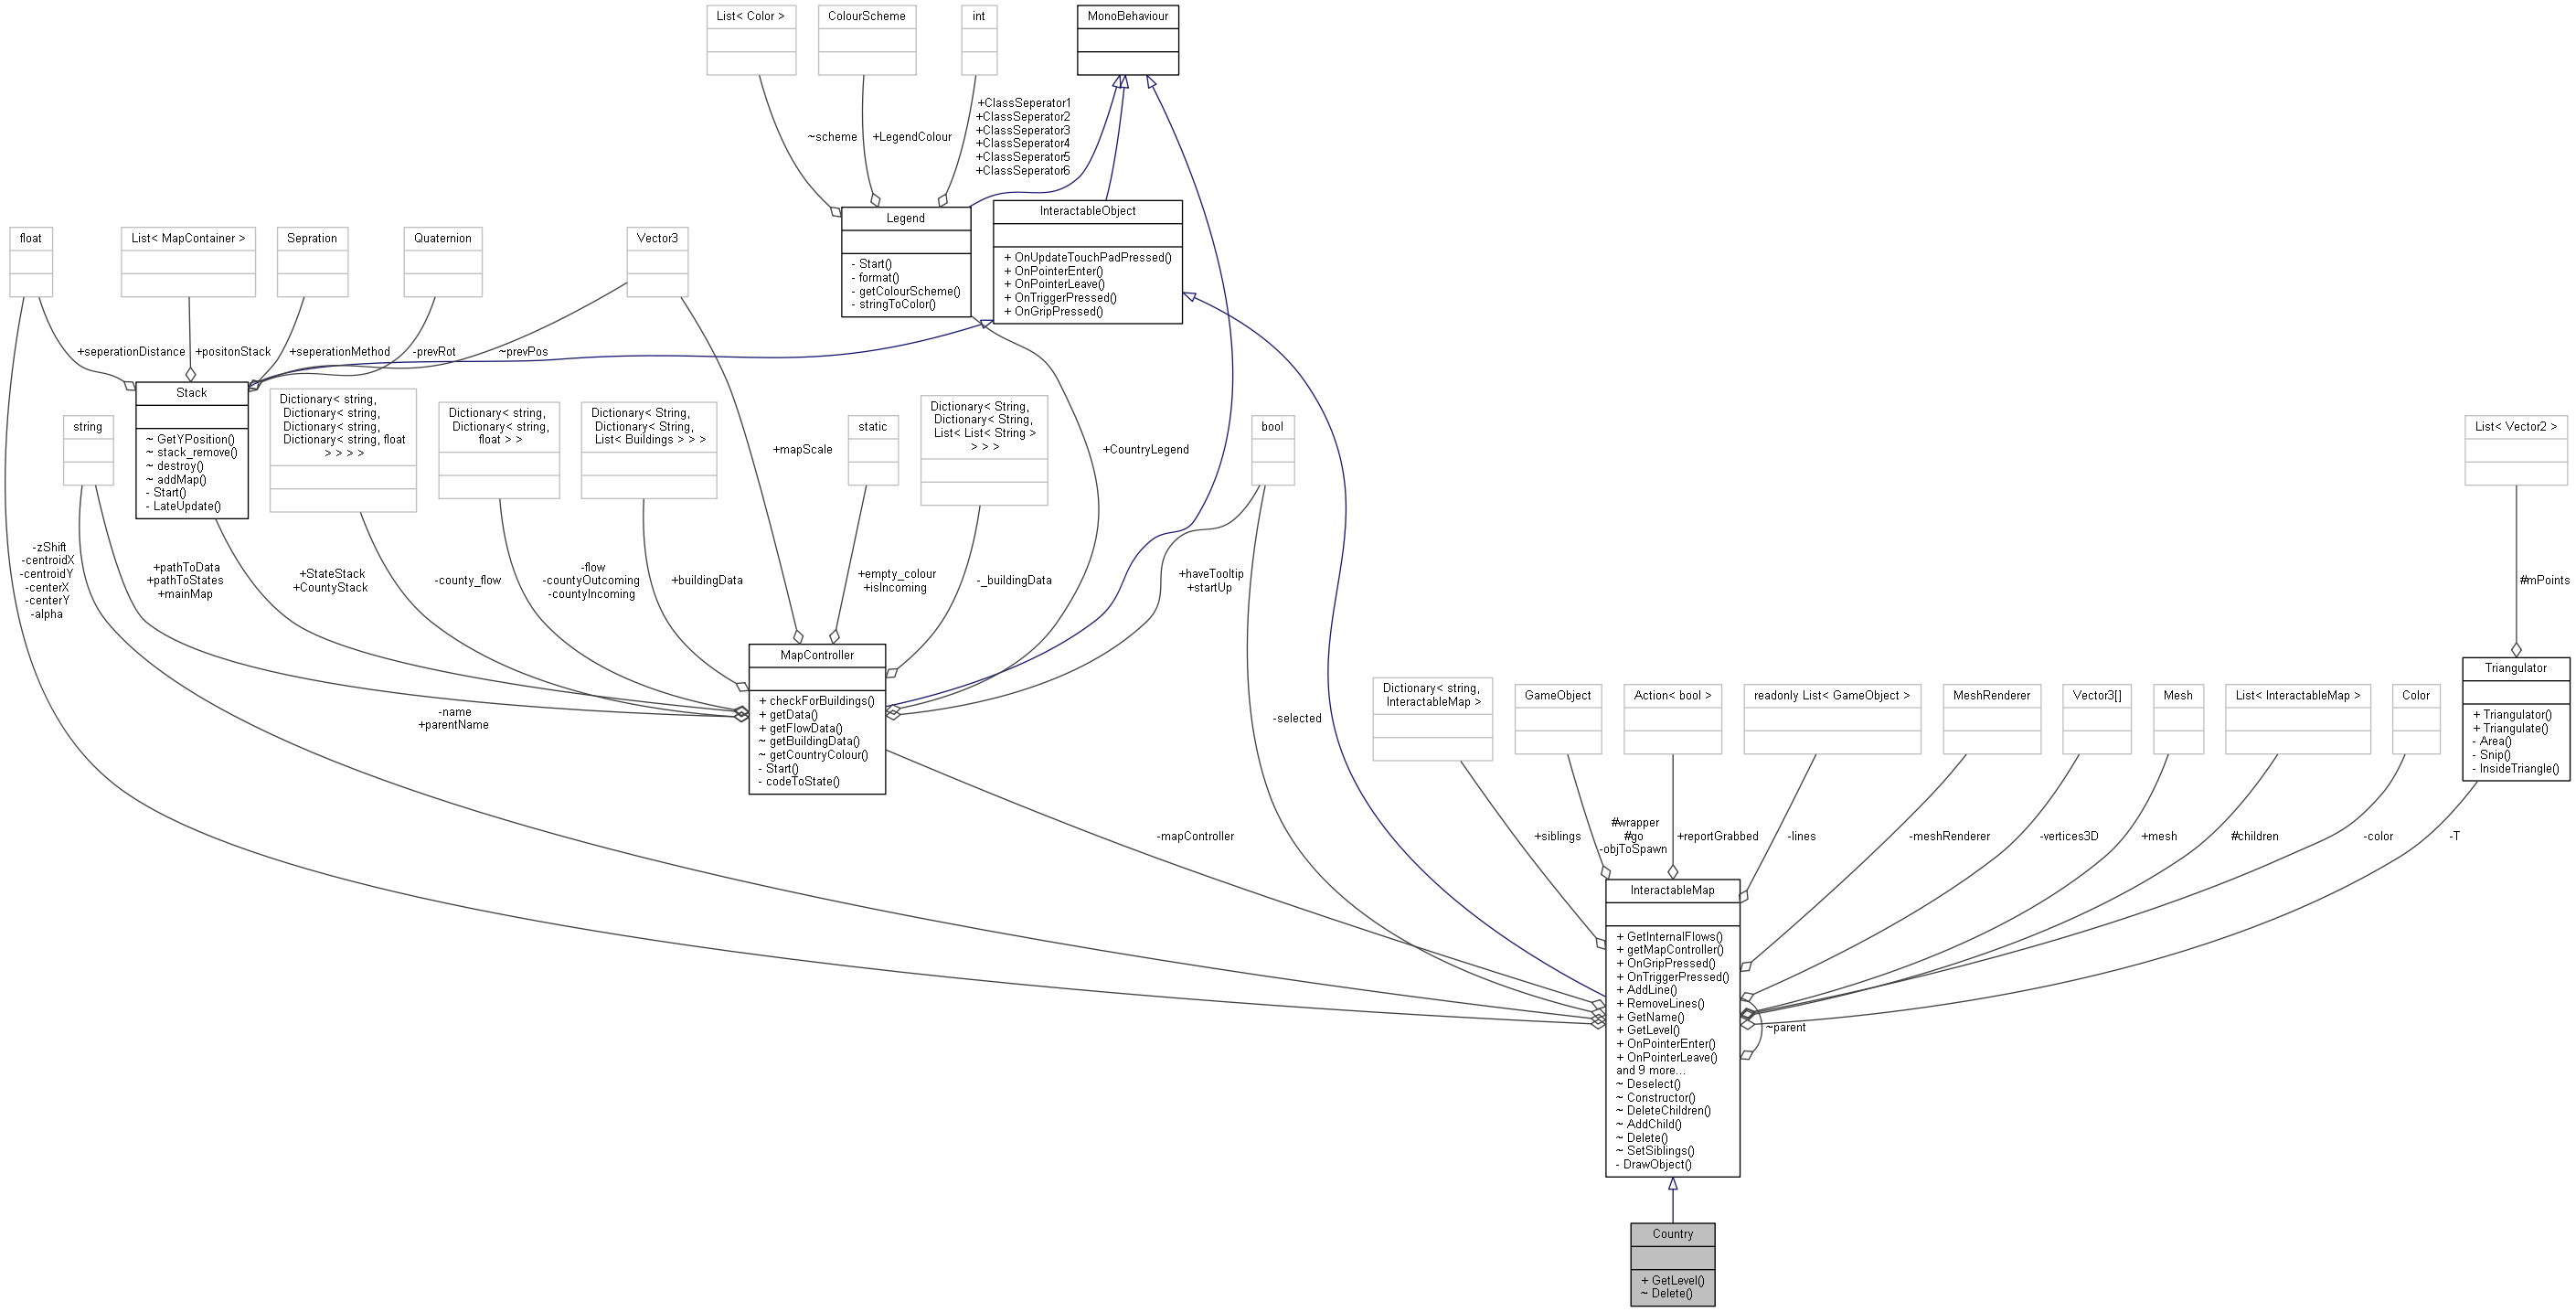 List< Color >
ColourScheme
int
MonoBehaviour
+ClassSeperator1
+ClassSeperator2
+ClassSeperator3
+ClassSeperator4
+ClassSeperator5
+ClassSeperator6
~scheme
+LegendColour
Legend
- Start()
- format()
- getColourScheme()
- stringToColor()
InteractableObject
+ OnUpdateTouchPadPressed()
+ OnPointerEnter()
+ OnPointerLeave()
+ OnTriggerPressed()
+ OnGripPressed()
float
List< MapContainer >
Sepration
Quaternion
Vector3
+seperationDistance
+positonStack
+seperationMethod
-prevRot
~prevPos
Stack
~ GetYPosition()
~ stack_remove()
~ destroy()
~ addMap()
- Start()
- LateUpdate()
string
Dictionary< string,
Dictionary< string,
Dictionary< string,
Dictionary< string, float
> > > >
Dictionary< string,
Dictionary< string,
float > >
Dictionary< String,
Dictionary< String,
List< Buildings > > >
+mapScale
static
Dictionary< String,
Dictionary< String,
List< List< String >
> > >
+CountryLegend
bool
List< Vector2 >
-zShift
-centroidX
-centroidY
-centerX
-centerY
-alpha
+pathToData
+pathToStates
+mainMap
+StateStack
+CountyStack
-county_flow
-flow
-countyOutcoming
-countyIncoming
+buildingData
+empty_colour
+isIncoming
-_buildingData
+haveTooltip
+startUp
#mPoints
MapController
+ checkForBuildings()
+ getData()
+ getFlowData()
~ getBuildingData()
~ getCountryColour()
- Start()
- codeToState()
-name
+parentName
-selected
Dictionary< string,
InteractableMap >
GameObject
Action< bool >
readonly List< GameObject >
MeshRenderer
Vector3[]
Mesh
List< InteractableMap >
Color
Triangulator
+ Triangulator()
+ Triangulate()
- Area()
- Snip()
- InsideTriangle()
-mapController
+siblings
#wrapper
#go
-objToSpawn
+reportGrabbed
-lines
-meshRenderer
-vertices3D
+mesh
#children
-color
-T
InteractableMap
+ GetInternalFlows()
+ getMapController()
+ OnGripPressed()
+ OnTriggerPressed()
+ AddLine()
+ RemoveLines()
+ GetName()
+ GetLevel()
+ OnPointerEnter()
+ OnPointerLeave()
and 9 more...
~ Deselect()
~ Constructor()
~ DeleteChildren()
~ AddChild()
~ Delete()
~ SetSiblings()
- DrawObject()
~parent
Country
+ GetLevel()
~ Delete()